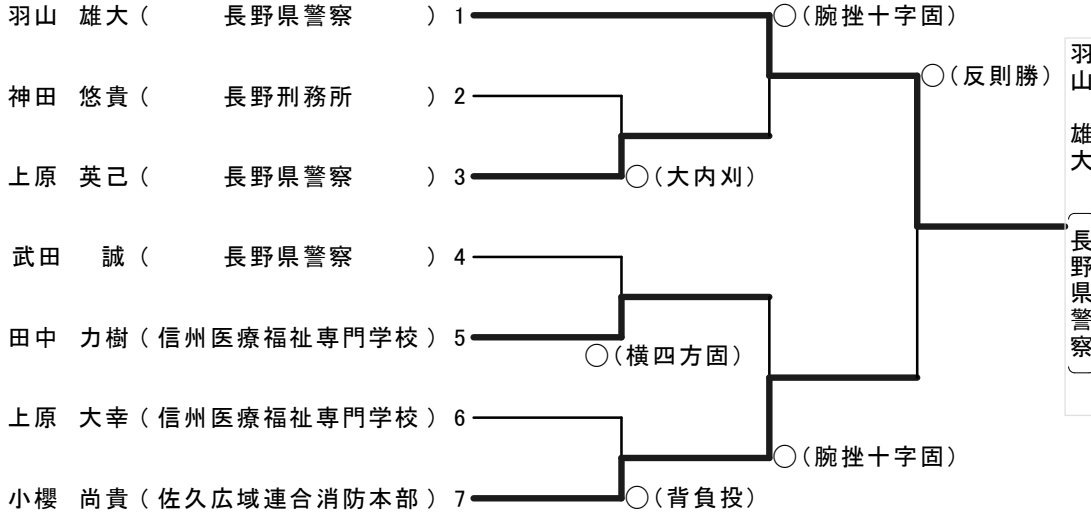 羽山 雄大（ 長野県警察 ）1
○(腕挫十字固)
○(反則勝)
神田 悠貴（ 長野刑務所 ）2
上原 英己（ 長野県警察 ）3
○(大内刈)
武田 誠（ 長野県警察 ）4
田中 力樹（信州医療福祉専門学校）5
○(横四方固)
上原 大幸（信州医療福祉専門学校）6
○(腕挫十字固)
小櫻 尚貴（佐久広域連合消防本部）7
○(背負投)
羽山 雄大
長野県警察